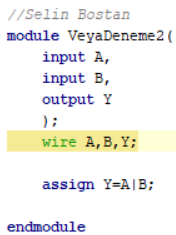 //Selin Bostan
module VeyaDeneme2(
    input A,
    input B,
    output Y
    );
    wire A,B,Y;

    assign Y=A|B;

endmodule